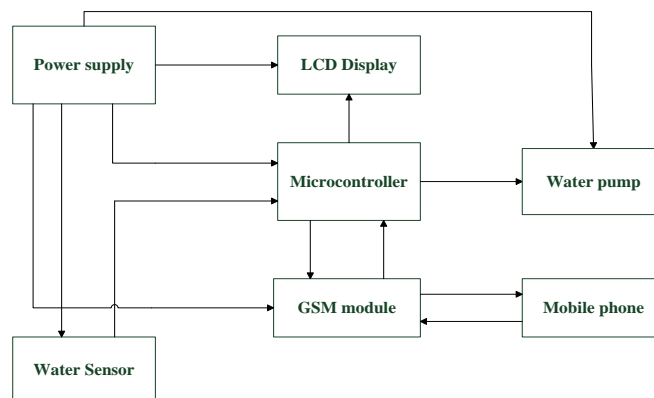 Power supply
LCD Display
Microcontroller
Water pump
GSM module
Mobile phone
Water Sensor